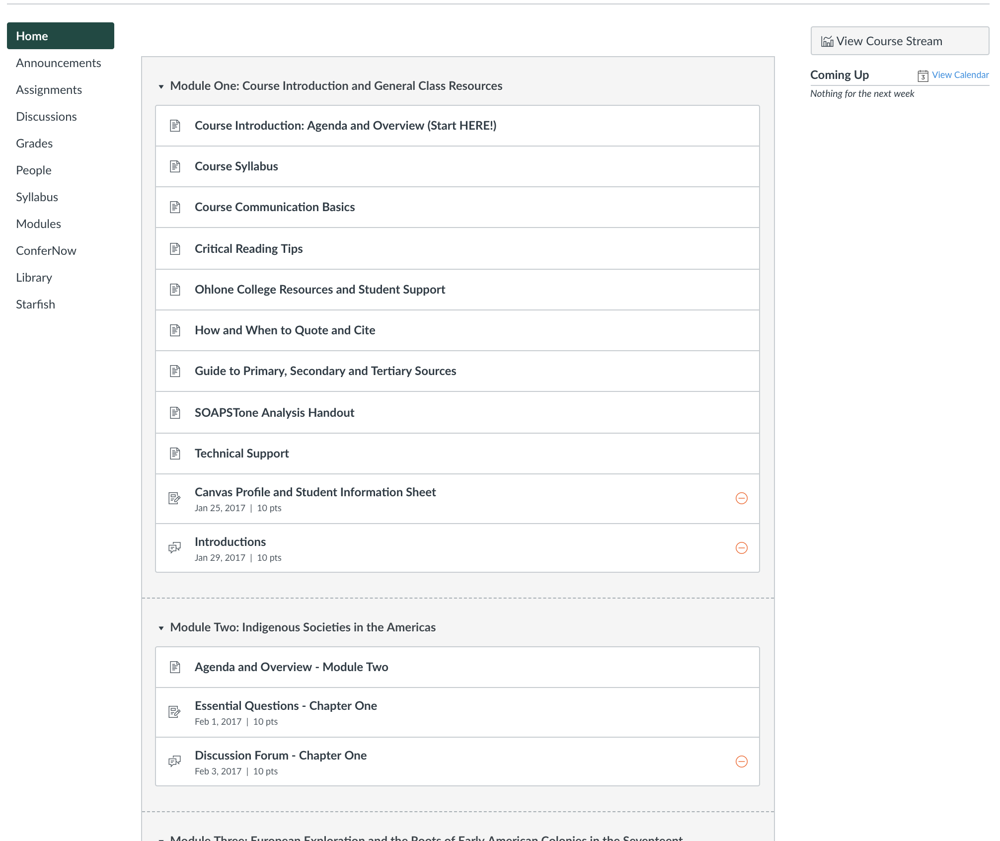 Home
Announcements
Assignments
Discussions
Grades
People
Syllabus
Modules
ConferNow
Library
Starfish
Module One: Course Introduction and General Class Resources
Course Introduction: Agenda and Overview (Start HERE!)
Course Syllabus
Course Communication Basics
Critical Reading Tips
Ohlone College Resources and Student Support
How and When to Quote and Cite
Guide to Primary, Secondary and Tertiary Sources
SOAPSTone Analysis Handout
Technical Support
Canvas Profile and Student Information Sheet
Jan 25, 2017 | 10 pts
Introductions
Jan 29, 2017 | 10 pts
Module Two: Indigenous Societies in the Americas
Agenda and Overview - Module Two
Essential Questions - Chapter One
Feb 1, 2017 | 10 pts
Discussion Forum - Chapter One
Feb 3, 2017 | 10 pts
Module Three: European Exploration and the Roots of Early American Colonies in the Seventeent
View Course Stream
Coming Up
3 View Calendar
Nothing for the next week